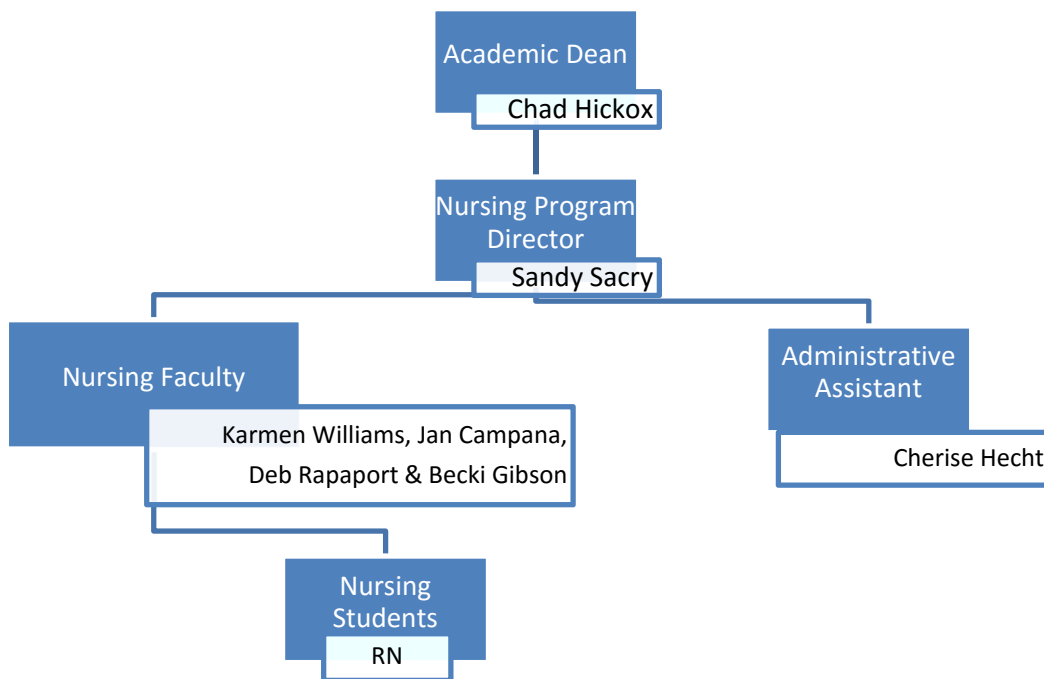 Academic Dean
Chad Hickox
Nursing Program
Director
Sandy Sacry
Nursing Faculty
Karmen Williams, Jan Campana,
Deb Rapaport & Becki Gibson
Administrative
Assistant
Cherise Hecht
Nursing
Students
RN